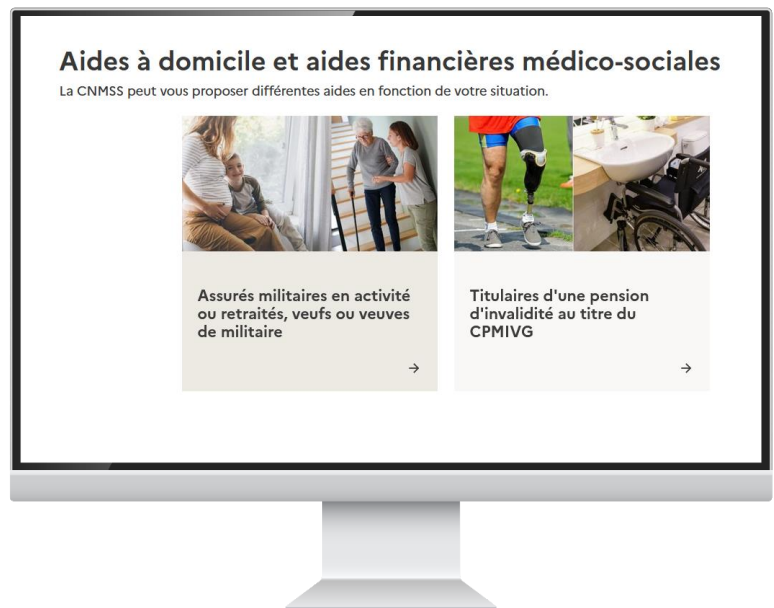 Aides à domicile et aides financières médico-sociales
La CNMSS peut vous proposer différentes aides en fonction de votre situation.
Assurés militaires en activité
ou retraités, veufs ou veuves
de militaire
→
Titulaires d'une pension
d'invalidité au titre du
CPMIVG
→